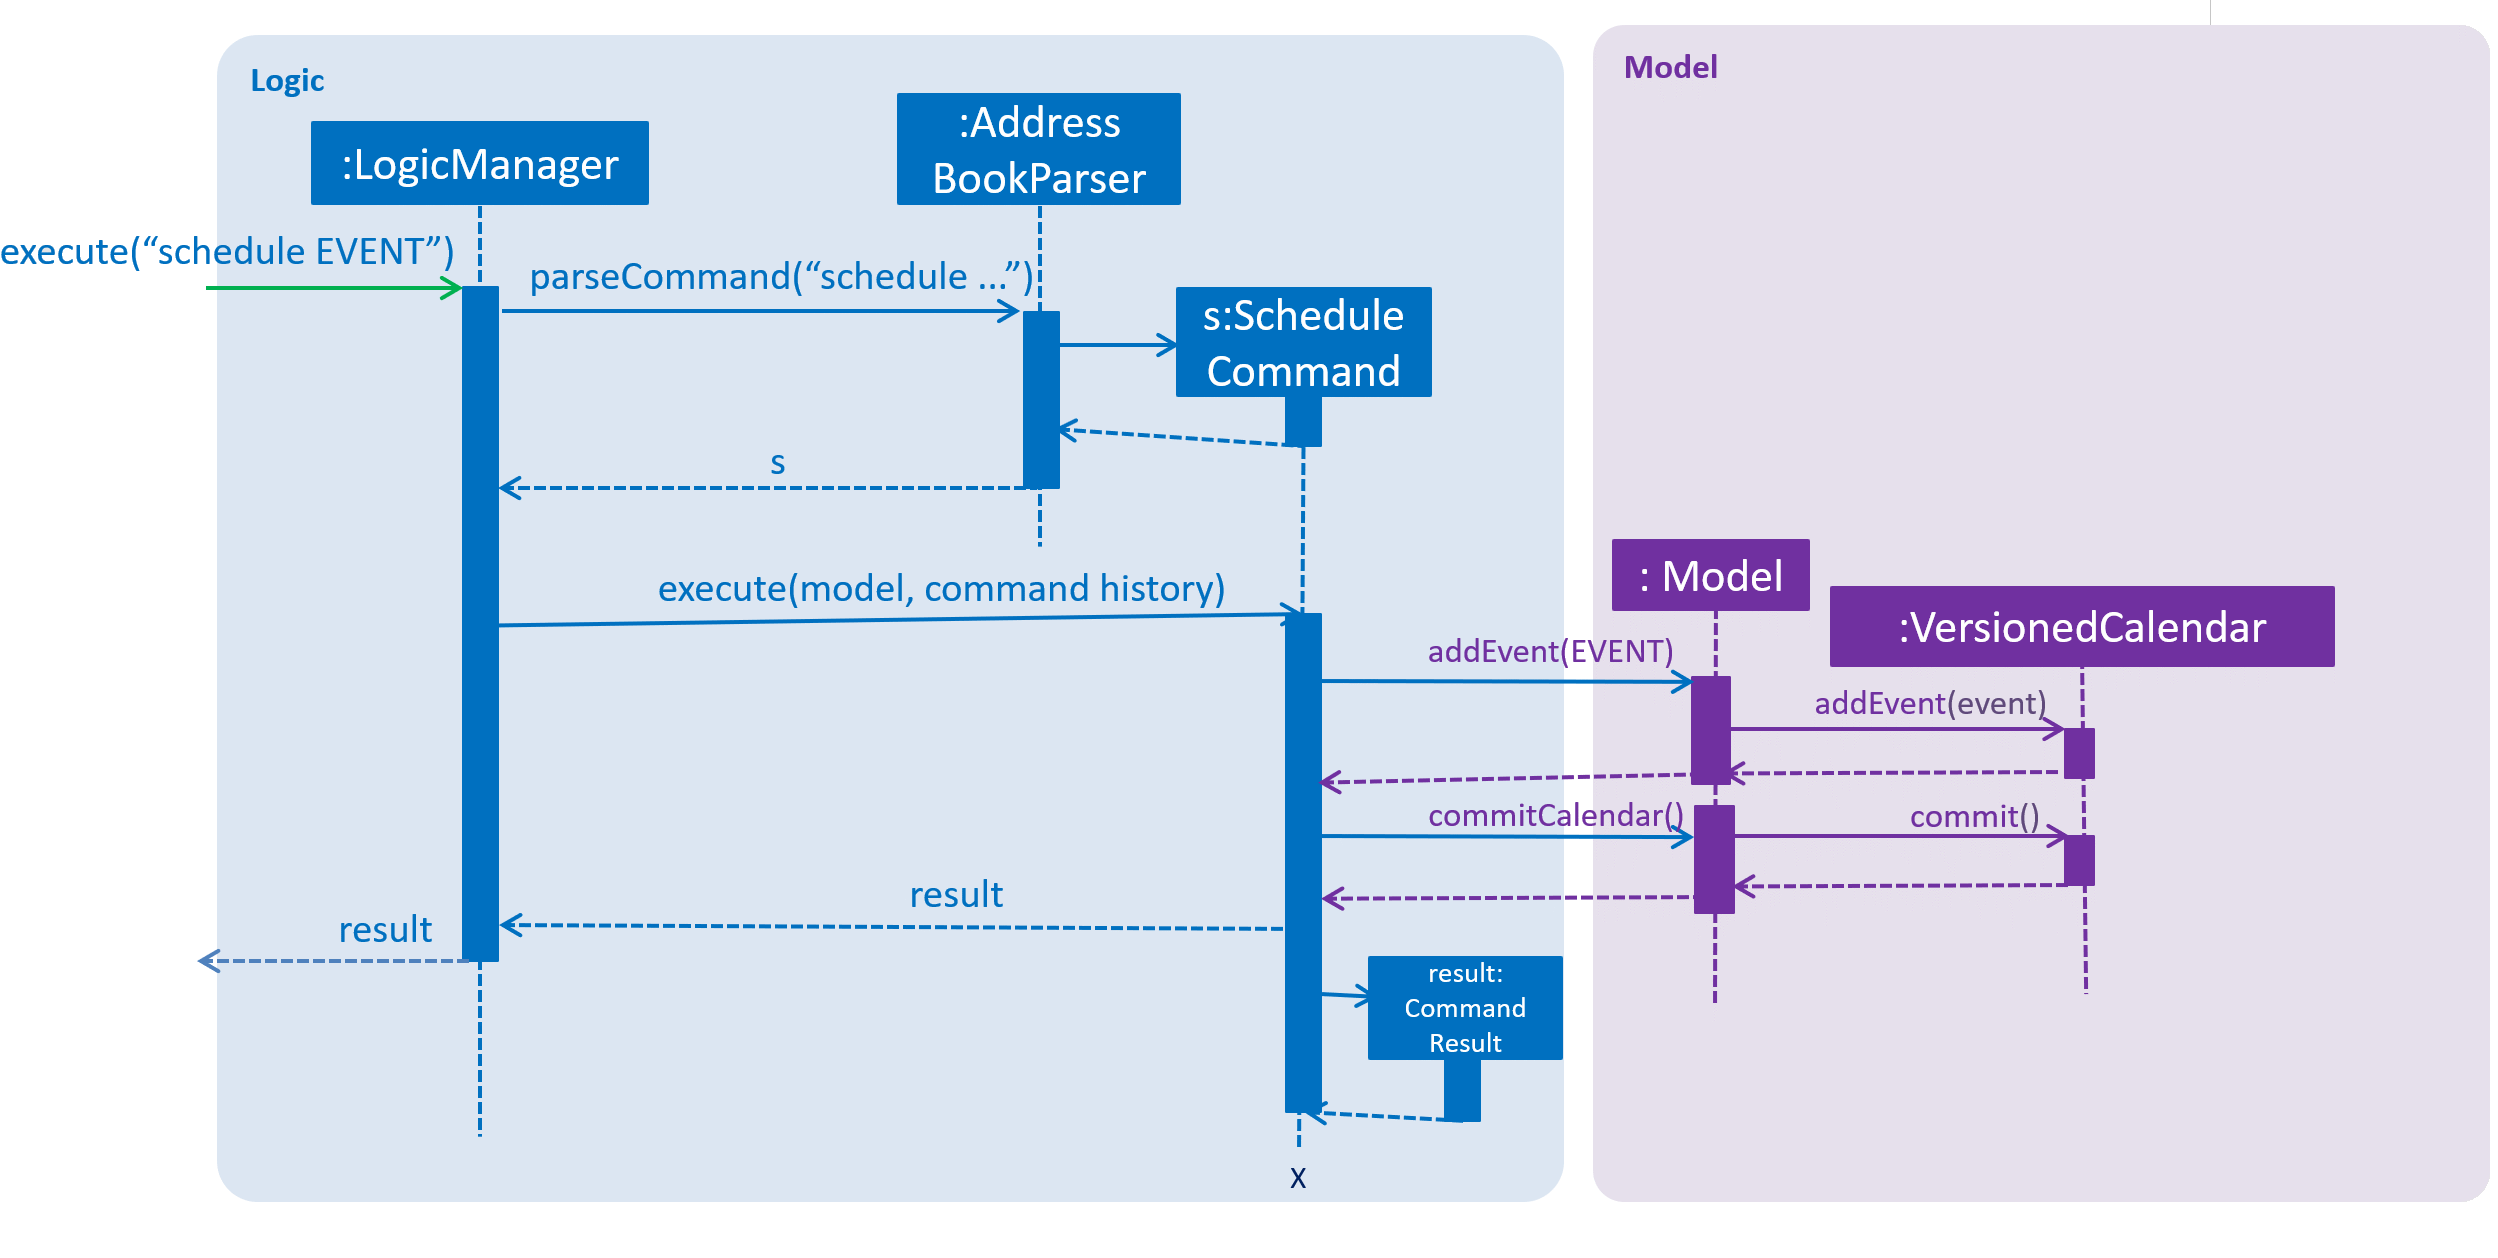 Logic
Model
:LogicManager
:Address
BookParser
execute(“schedule EVENT”)
parseCommand(“schedule ...”)
s:Schedule
Command
s
execute(model, command history)
: Model
:VersionedCalendar
addEvent(EVENT)
addEvent(event)
commitCalendar()
commit()
result
result
result:
Command
Result
X